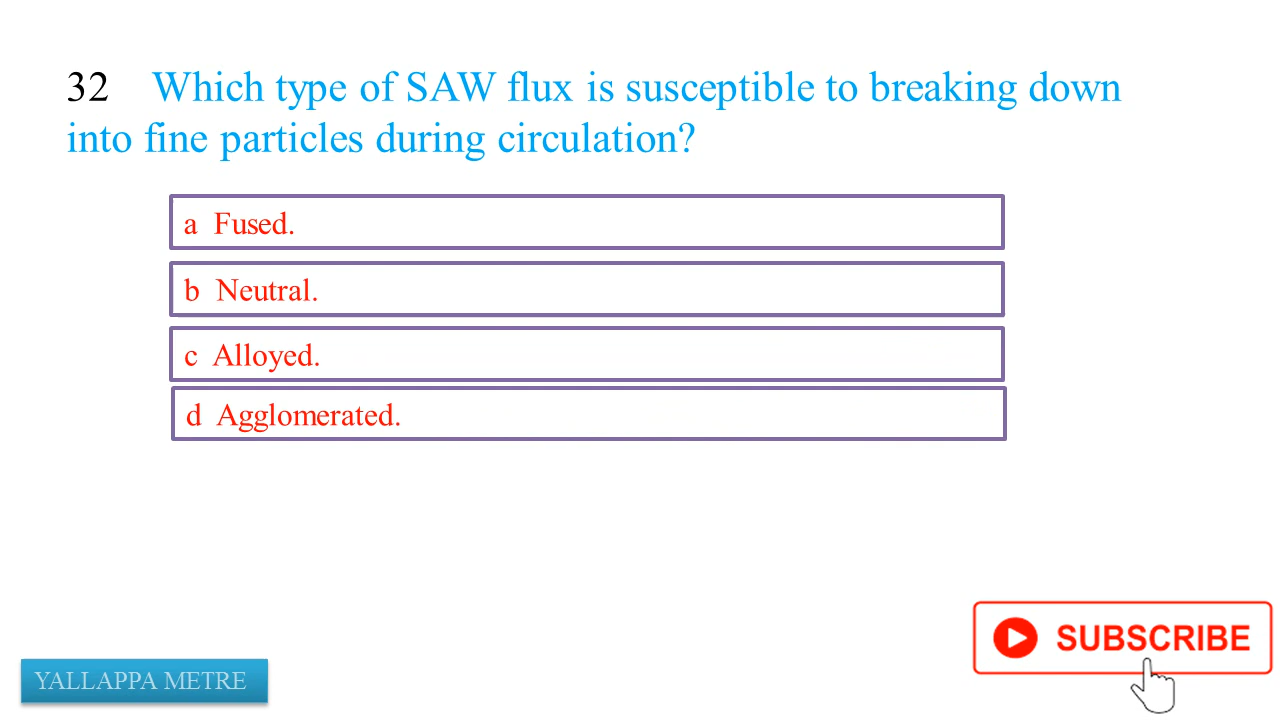 32 Which type of SAW flux is susceptible to breaking down
into fine particles during circulation?
a Fused.
b Neutral.
c Alloyed.
d Agglomerated.
SUBSCRIBE
YALLAPPA METRE